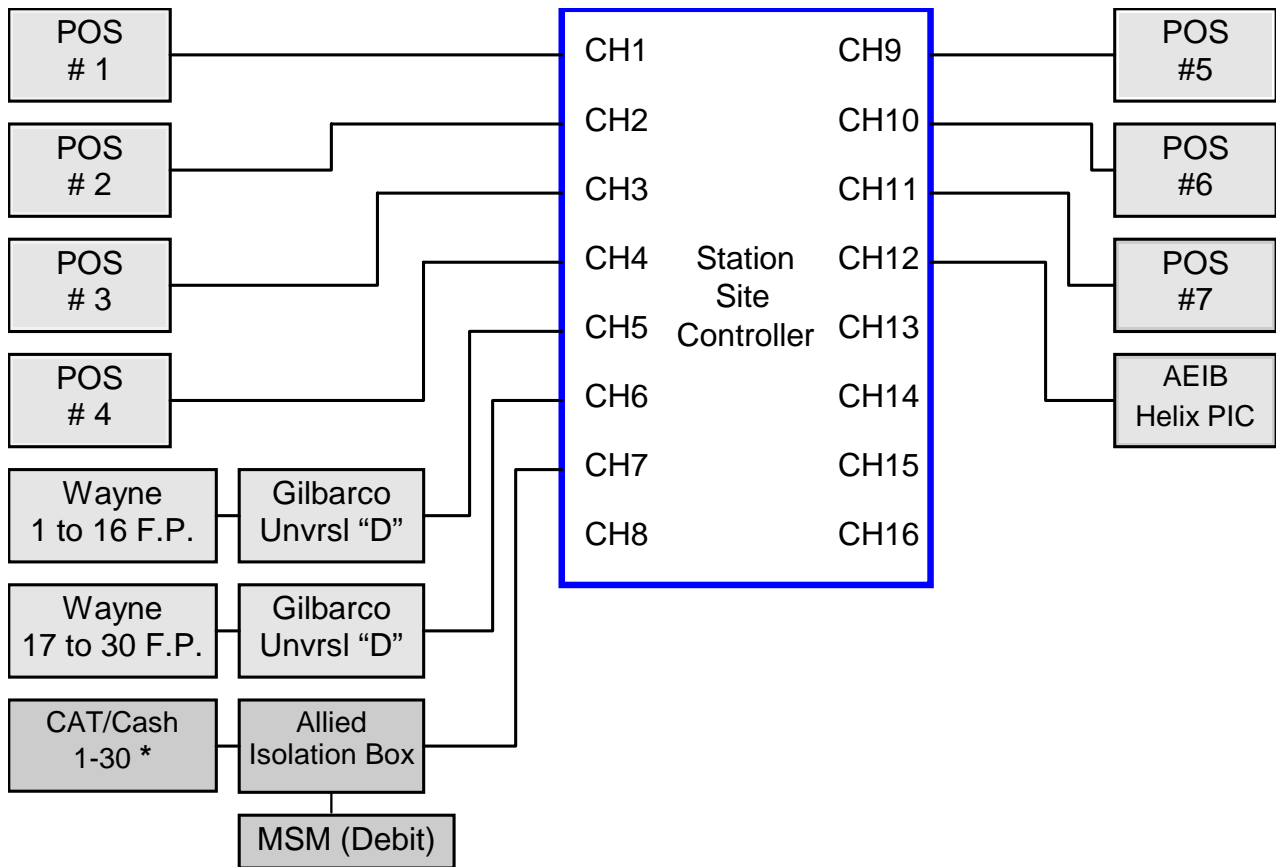 POS
# 1
POS
# 2
POS
# 3
POS
# 4
Wayne
1 to 16 F.P.
Gilbarco
Unvrsl “D”
Wayne
17 to 30 F.P.
Gilbarco
Unvrsl “D”
CAT/Cash
1-30 *
Allied
Isolation Box
MSM (Debit)
CH1
CH2
CH3
CH4
CH5
CH6
CH7
CH8
Station
Site
Controller
CH9
CH10
CH11
CH12
CH13
CH14
CH15
CH16
POS
#5
POS
#6
POS
#7
AEIB
Helix PIC